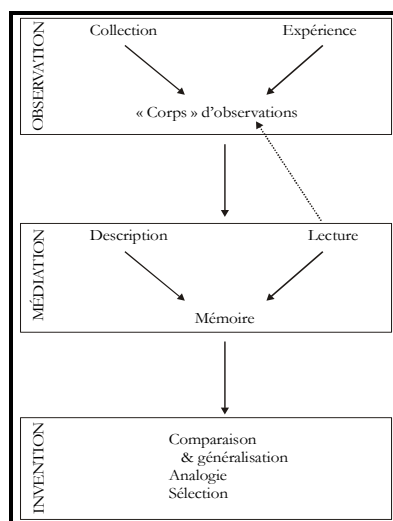 OBSERVATION
Collection
Expérience
« Corps » d'observations
MÉDIATION
Description
Lecture
Mémoire
INVENTION
Comparaison
& généralisation
Analogie
Sélection